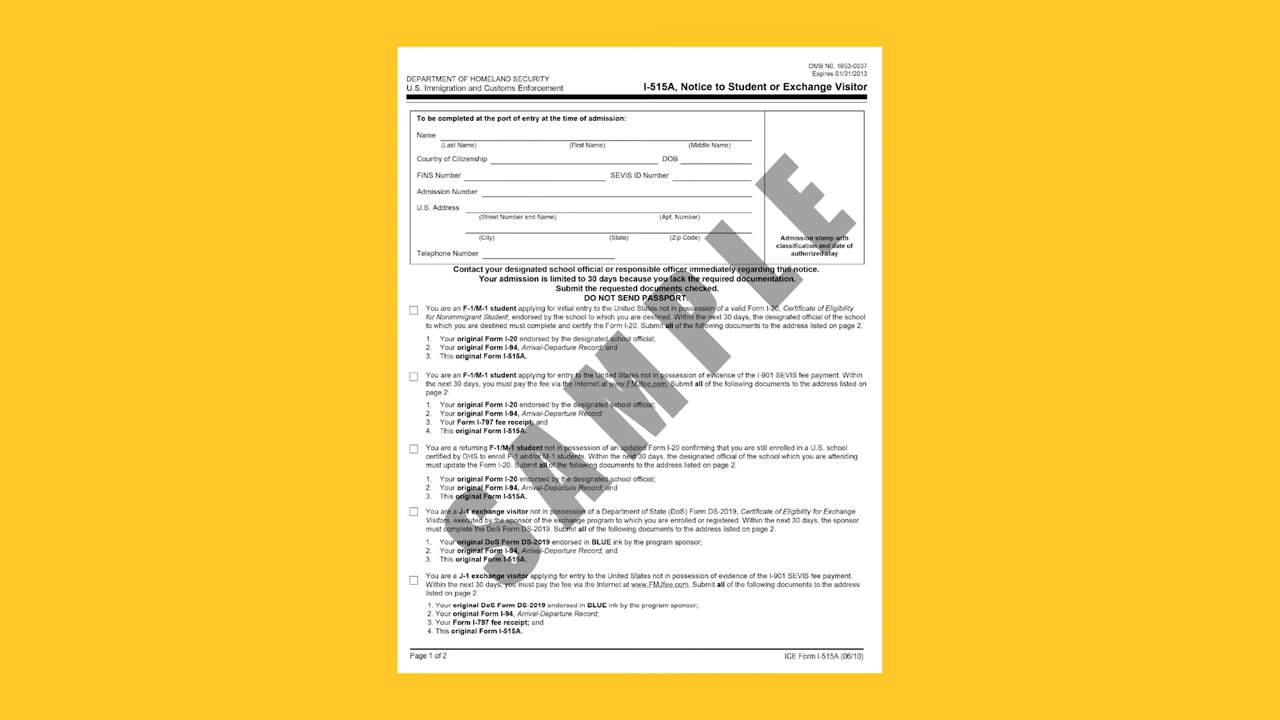 OMB N0. 1653-0037
Expires 01/31/2013
DEPARTMENT OF HOMELAND SECURITY
U.S. Immigration and Customs Enforcement
I-515A, Notice to Student or Exchange Visitor
To be completed at the port of entry at the time of admission:
Name
(Last Name) (First Name) (Middle Name)
Country of Citizenship DOB
FINS Number SEVIS ID Number
Admission Number
U.S. Address
(Street Number and Name) (Apt. Number)
(City) (State) (Zip Code)
Telephone Number
Admission stamp with
classification and date of
authorized stay
Contact your designated school official or responsible officer immediately regarding this notice.
Your admission is limited to 30 days because you lack the required documentation.
Submit the requested documents checked.
DO NOT SEND PASSPORT.
You are an F-1/M-1 student applying for initial entry to the United States not in possession of a valid Form I-20, Certificate of Eligibility
for Nonimmigrant Student, endorsed by the school to which you are destined. Within the next 30 days, the designated official of the school
to which you are destined must complete and certify the Form I-20. Submit all of the following documents to the address listed on page 2.
1. Your original Form I-20 endorsed by the designated school official;
2. Your original Form I-94, Arrival-Departure Record; and
3. This original Form I-515A.
You are an F-1/M-1 student applying for entry to the United States not in possession of evidence of the I-901 SEVIS fee payment. Within
the next 30 days, you must pay the fee via the Internet at www.FMJfee.com. Submit all of the following documents to the address listed on
page 2.
1. Your original Form I-20 endorsed by the designated school official;
2. Your original Form I-94, Arrival-Departure Record;
3. Your Form I-797 fee receipt; and
4. This original Form I-515A.
You are a returning F-1/M-1 student not in possession of an updated Form I-20 confirming that you are still enrolled in a U.S. school
certified by DHS to enroll F-1 and/or M-1 students. Within the next 30 days, the designated official of the school which you are attending
must update the Form I-20. Submit all of the following documents to the address listed on page 2.
1. Your original Form I-20 endorsed by the designated school official;
2. Your original Form I-94, Arrival-Departure Record; and
3. This original Form I-515A.
You are a J-1 exchange visitor not in possession of a Department of State (DoS) Form DS-2019, Certificate of Eligibility for Exchange
Visitors, executed by the sponsor of the exchange program to which you are enrolled or registered. Within the next 30 days, the sponsor
must complete the DoS Form DS-2019. Submit all of the following documents to the address listed on page 2.
1. Your original DoS Form DS-2019 endorsed in BLUE ink by the program sponsor;
2. Your original Form I-94, Arrival-Departure Record; and
3. This original Form I-515A.
You are a J-1 exchange visitor applying for entry to the United States not in possession of evidence of the I-901 SEVIS fee payment.
Within the next 30 days, you must pay the fee via the Internet at www.FMJfee.com. Submit all of the following documents to the address
listed on page 2.
1. Your original DoS Form DS-2019 endorsed in BLUE ink by the program sponsor;
2. Your original Form I-94, Arrival-Departure Record;
3. Your Form I-797 fee receipt; and
4. This original Form I-515A.
Page 1 of 2 ICE Form I-515A (06/10)
SAMPLE